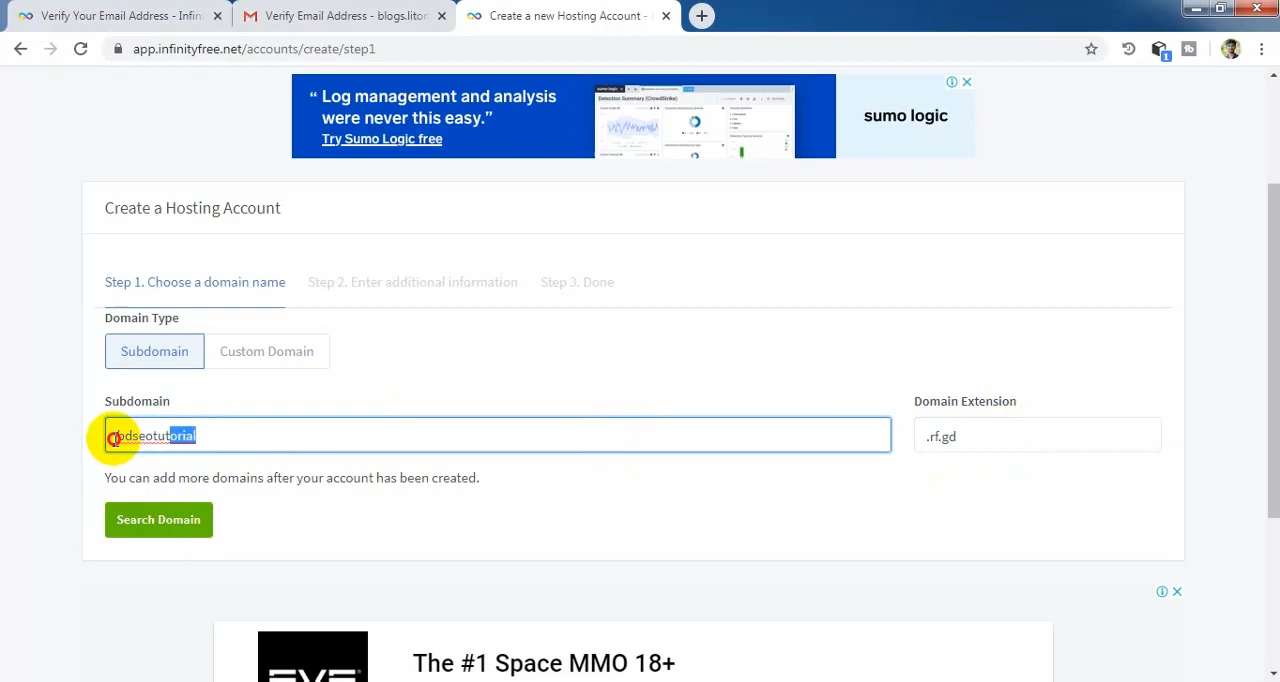 Verify Your Email Address - Infin
Verify Email Address - blogs.liton
Create a new Hosting Account -
app.infinityfree.net/accounts/create/step1
1
“ Log management and analysis
were never this easy.”
Try Sumo Logic free
sumo logic
Create a Hosting Account
Step 1. Choose a domain name
Step 2. Enter additional information
Step 3. Done
Domain Type
Subdomain
Custom Domain
Subdomain
Domain Extension
bdseotutorial
.rf.gd
You can add more domains after your account has been created.
Search Domain
The #1 Space MMO 18+